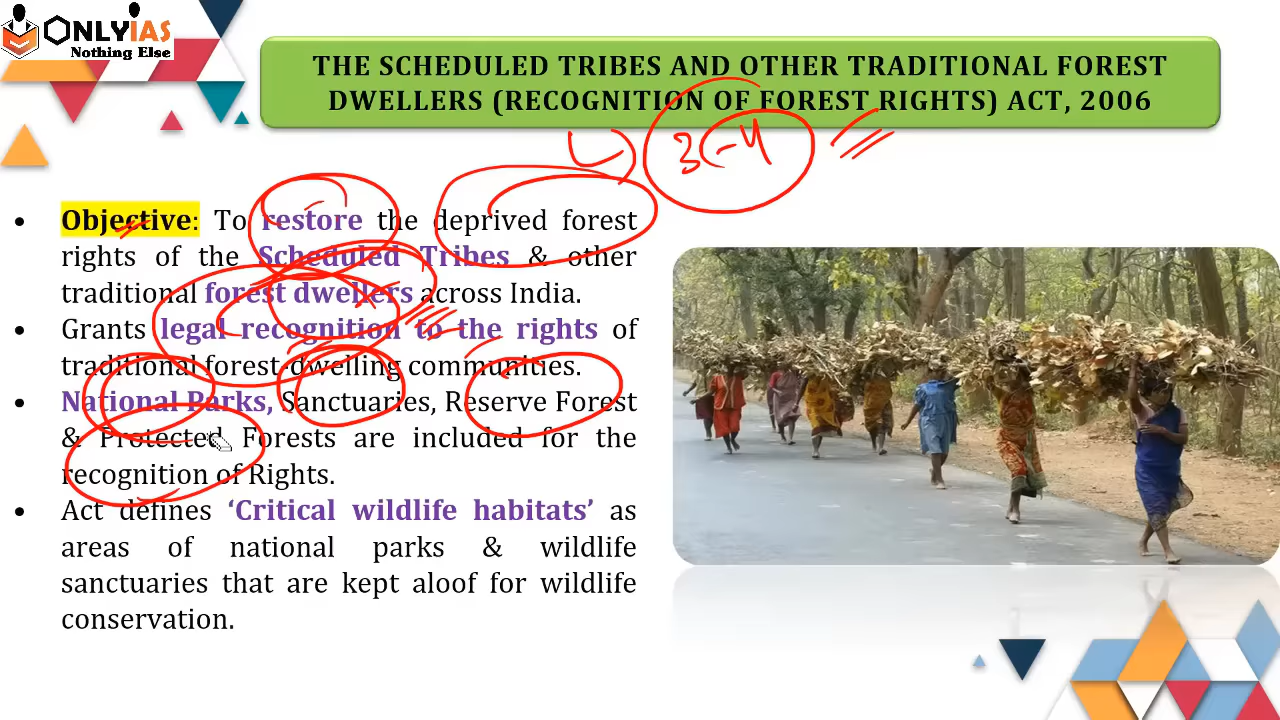 ONLYIAS
Nothing Else
THE SCHEDULED TRIBES AND OTHER TRADITIONAL FOREST
DWELLERS (RECOGNITION OF FOREST RIGHTS) ACT, 2006
3-4
• Objective: To restore the deprived forest
rights of the Scheduled Tribes & other
traditional forest dwellers across India.
• Grants legal recognition to the rights of
traditional forest-dwelling communities.
• National Parks, Sanctuaries, Reserve Forest
& Protected Forests are included for the
recognition of Rights.
• Act defines ‘Critical wildlife habitats’ as
areas of national parks & wildlife
sanctuaries that are kept aloof for wildlife
conservation.